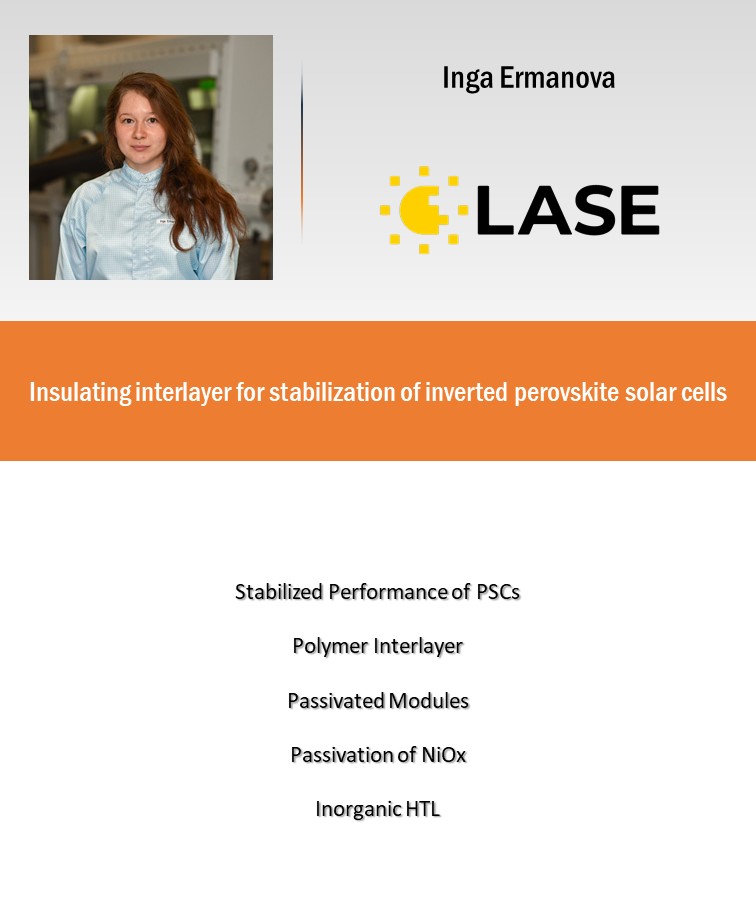 Inga Ermanova
LASE
Insulating interlayer for stabilization of inverted perovskite solar cells
Stabilized Performance of PSCs
Polymer Interlayer
Passivated Modules
Passivation of NiOx
Inorganic HTL